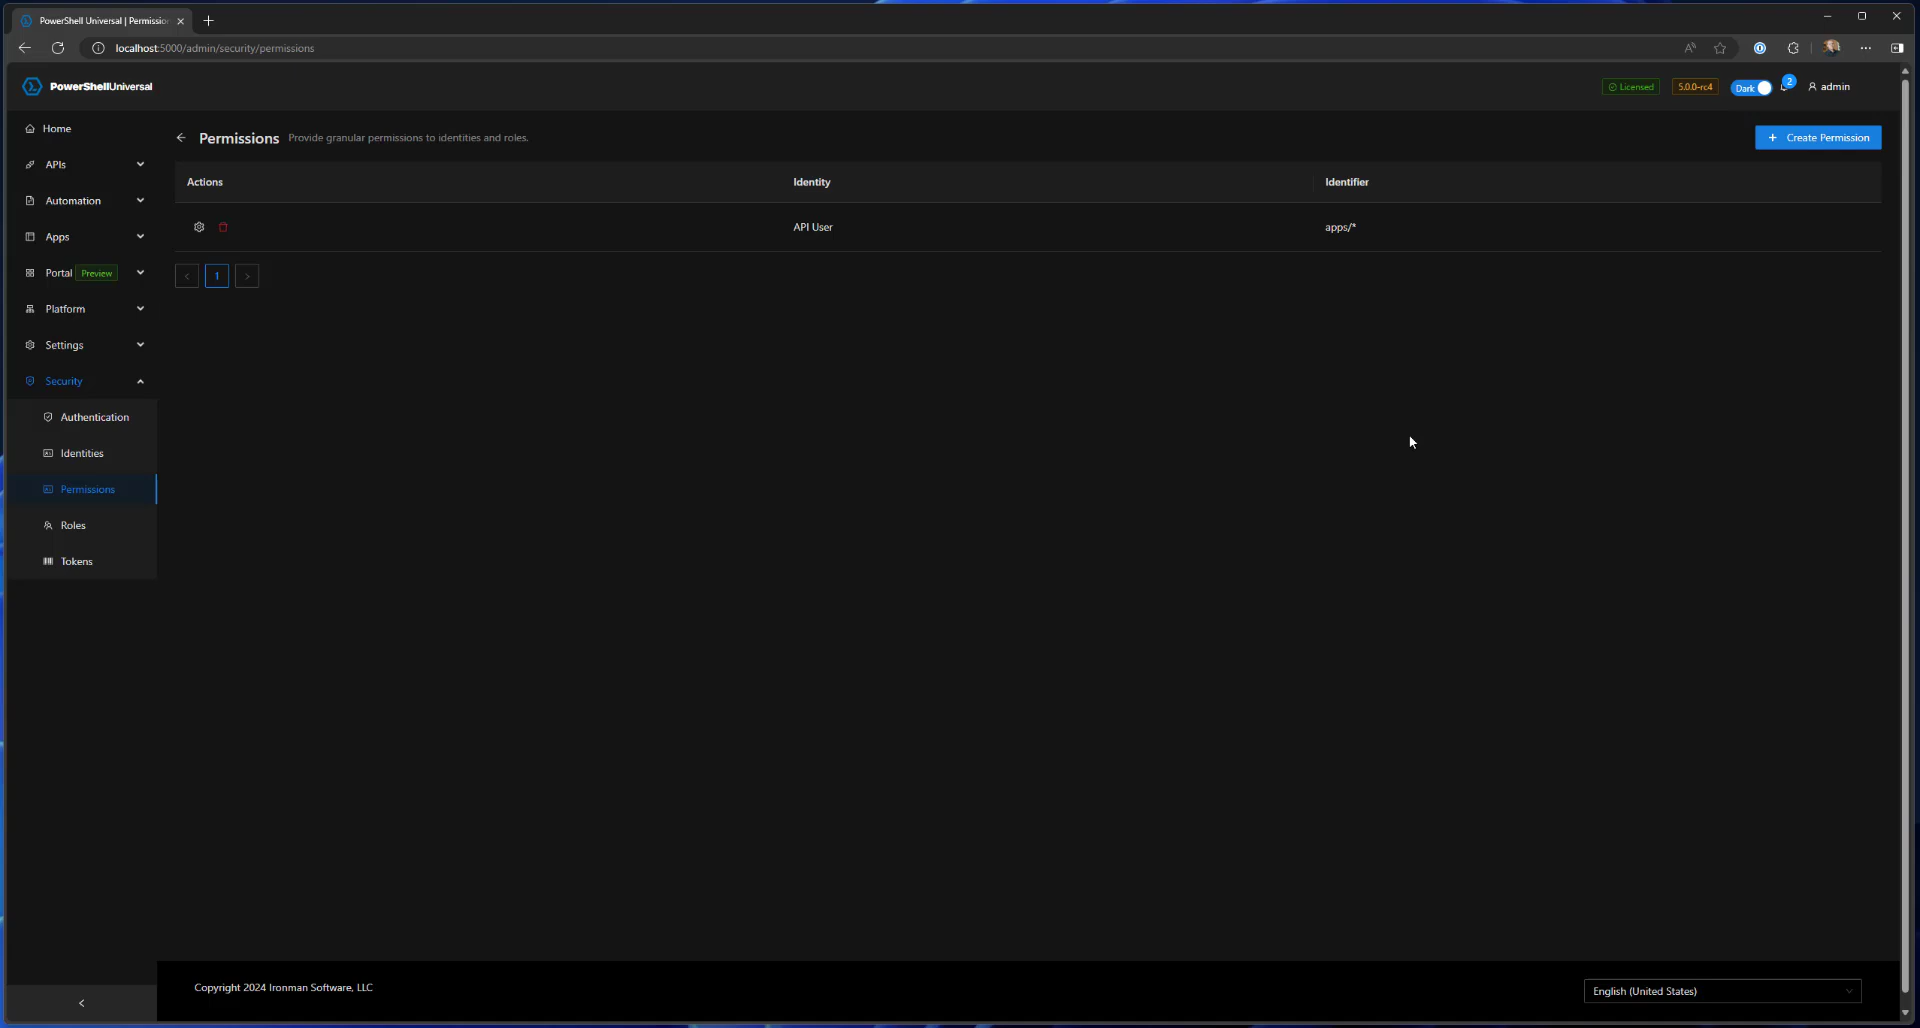 PowerShell Universal | Permissio
localhost:5000/admin/security/permissions
PowerShellUniversal
Licensed
5.0.0-rc4
Dark
2
admin
Home
APIs
Automation
Apps
Portal Preview
Platform
Settings
Security
Authentication
Identities
Permissions
Roles
Tokens
Permissions Provide granular permissions to identities and roles.
+ Create Permission
Actions Identity Identifier
API User apps/*
< 1 >
Copyright 2024 Ironman Software, LLC
English (United States)